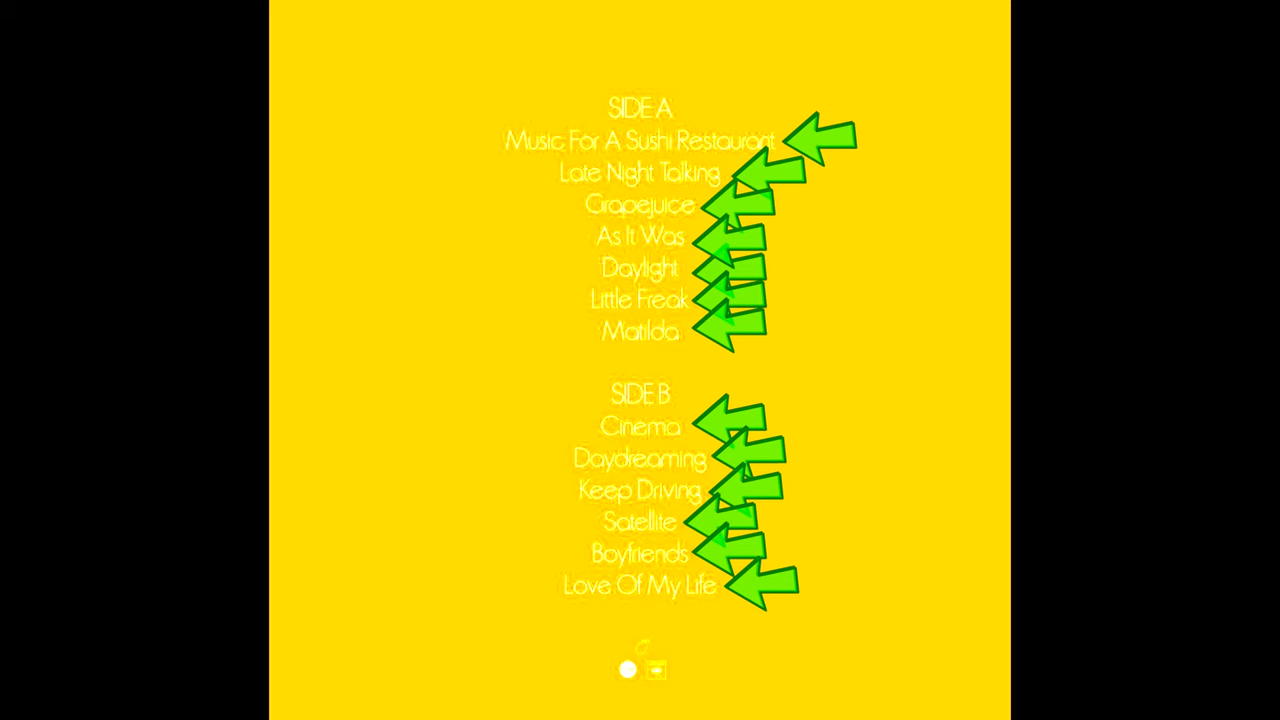 SIDE A
Music For A Sushi Restaurant
Late Night Talking
Grapejuice
As It Was
Daylight
Little Freak
Matilda
SIDE B
Cinema
Daydreaming
Keep Driving
Satellite
Boyfriends
Love Of My Life